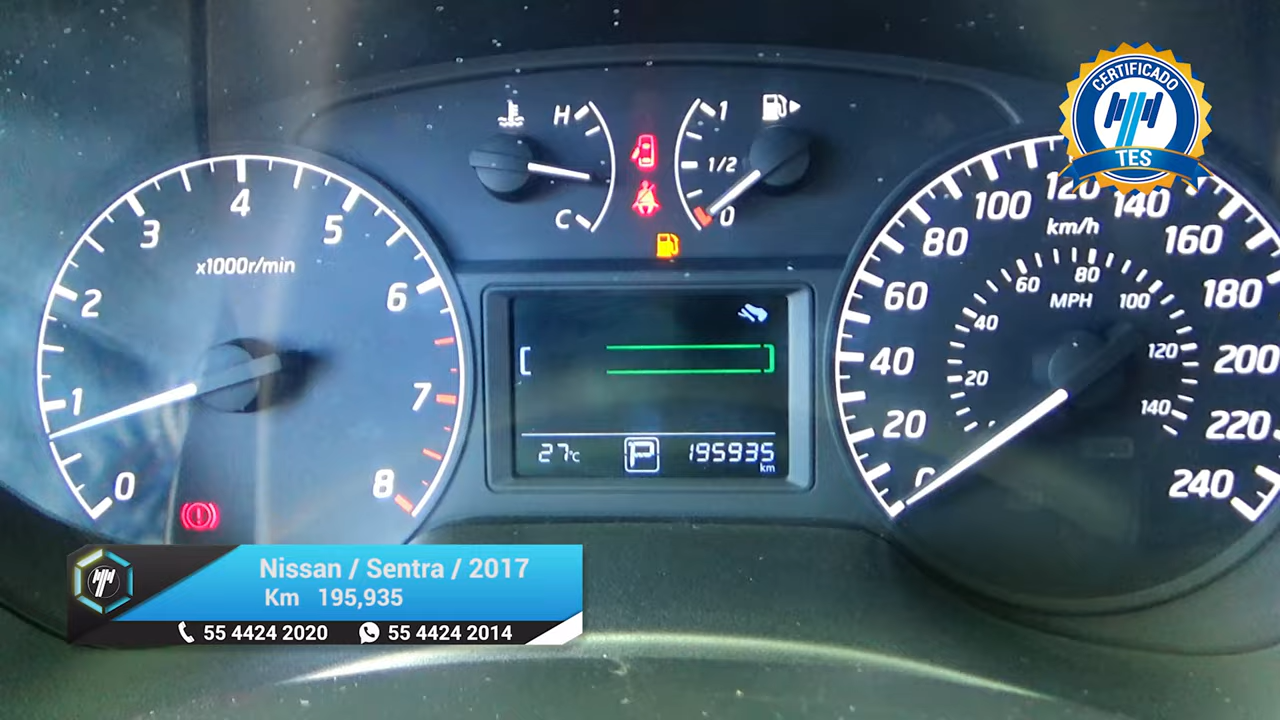 CERTIFICADO
TES
H
C
1
1/2
0
x1000r/min
0
1
2
3
4
5
6
7
8
km/h
20
40
60
80
100
120
140
160
180
200
220
240
MPH
20
40
60
80
100
120
140
27°C
P
195935
km
Nissan / Sentra / 2017
Km 195,935
55 4424 2020 55 4424 2014